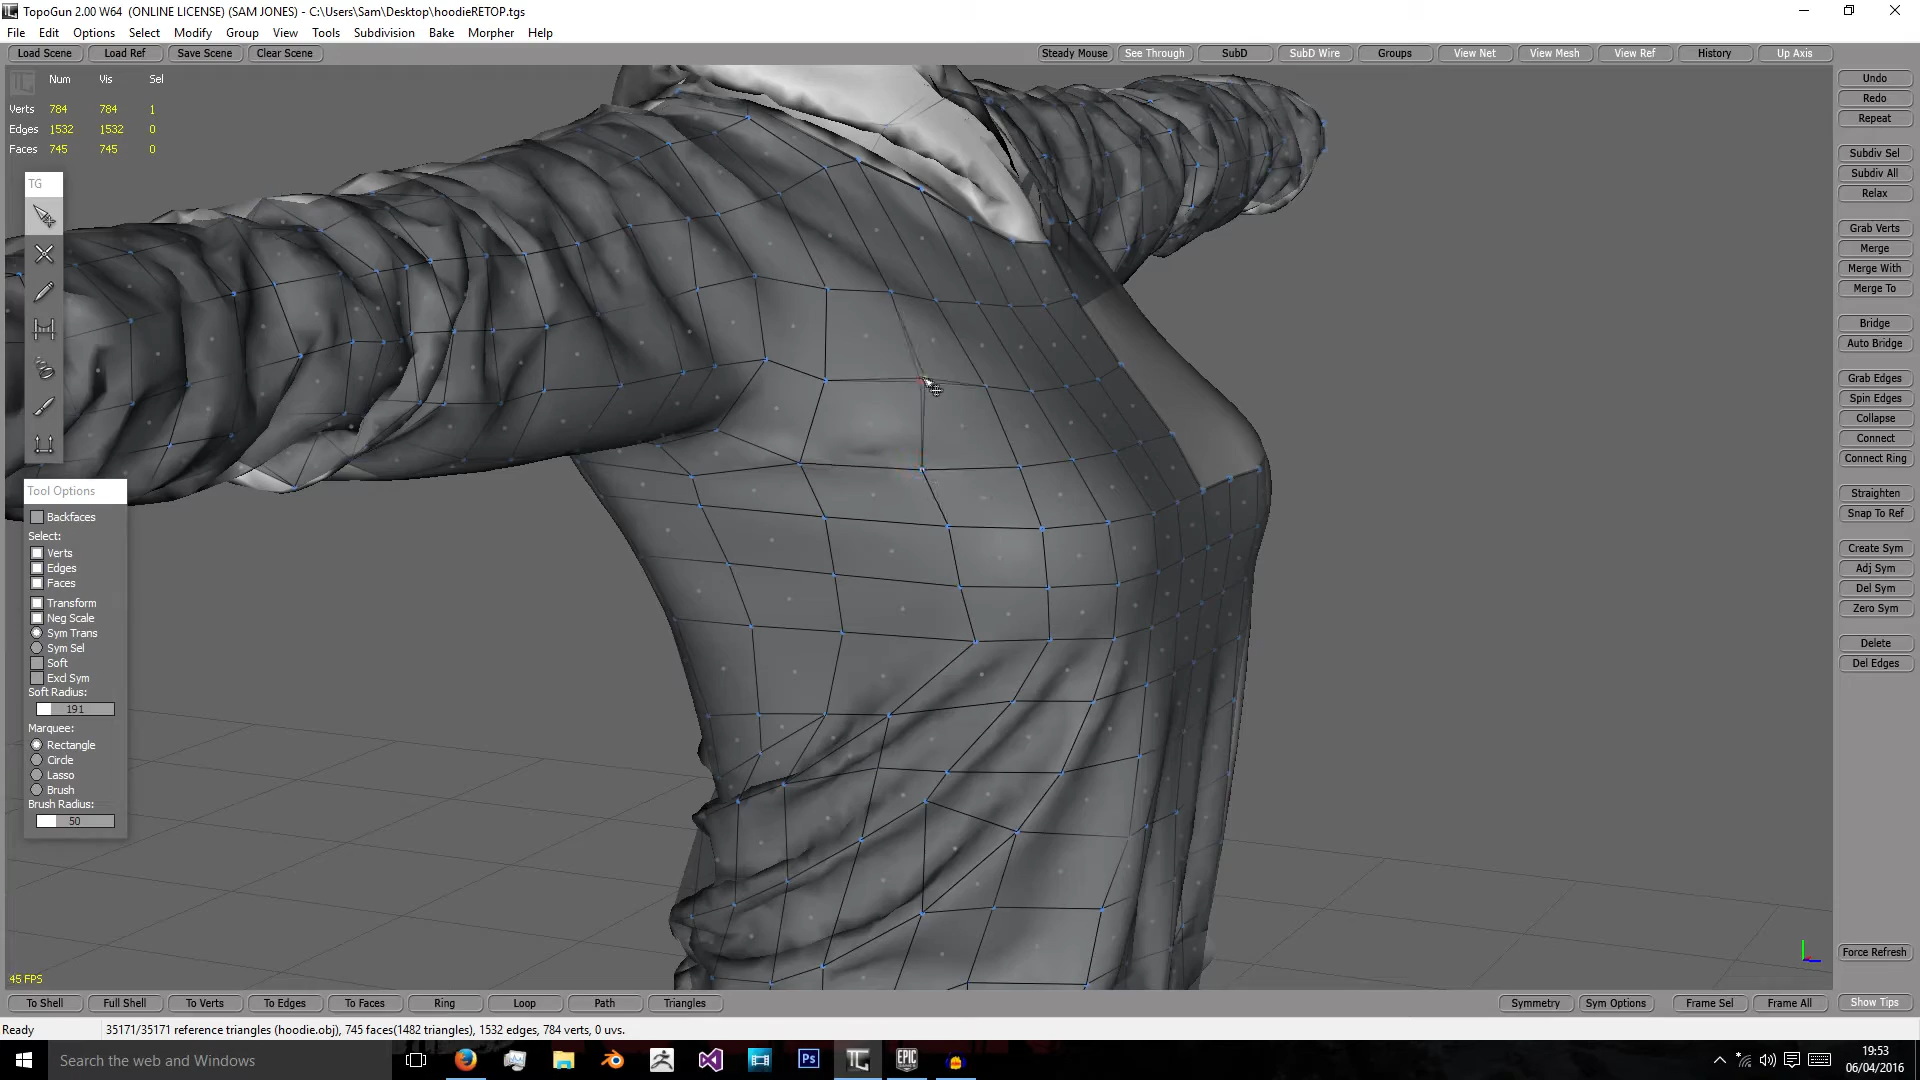 TopoGun 2.00 W64 (ONLINE LICENSE) (SAM JONES) - C:\Users\Sam\Desktop\hoodieRETOP.tgs
File Edit Options Select Modify Group View Tools Subdivision Bake Morpher Help
Load Scene Load Ref Save Scene Clear Scene Steady Mouse See Through SubD SubD Wire Groups View Net View Mesh View Ref History Up Axis
Num Vis Sel
Verts 784 784 1
Edges 1532 1532 0
Faces 745 745 0
TG
Tool Options
Backfaces
Select:
Verts
Edges
Faces
Transform
Neg Scale
Sym Trans
Sym Sel
Soft
Excl Sym
Soft Radius:
191
Marquee:
Rectangle
Circle
Lasso
Brush
Brush Radius:
50
45 FPS
Undo
Redo
Repeat
Subdiv Sel
Subdiv All
Relax
Grab Verts
Merge
Merge With
Merge To
Bridge
Auto Bridge
Grab Edges
Spin Edges
Collapse
Connect
Connect Ring
Straighten
Snap To Ref
Create Sym
Adj Sym
Del Sym
Zero Sym
Delete
Del Edges
Force Refresh
To Shell Full Shell To Verts To Edges To Faces Ring Loop Path Triangles Symmetry Sym Options Frame Sel Frame All Show Tips
Ready 35171/35171 reference triangles (hoodie.obj), 745 faces(1482 triangles), 1532 edges, 784 verts, 0 uvs.
Search the web and Windows
Ps
EPIC
GAMES
19:53
06/04/2016